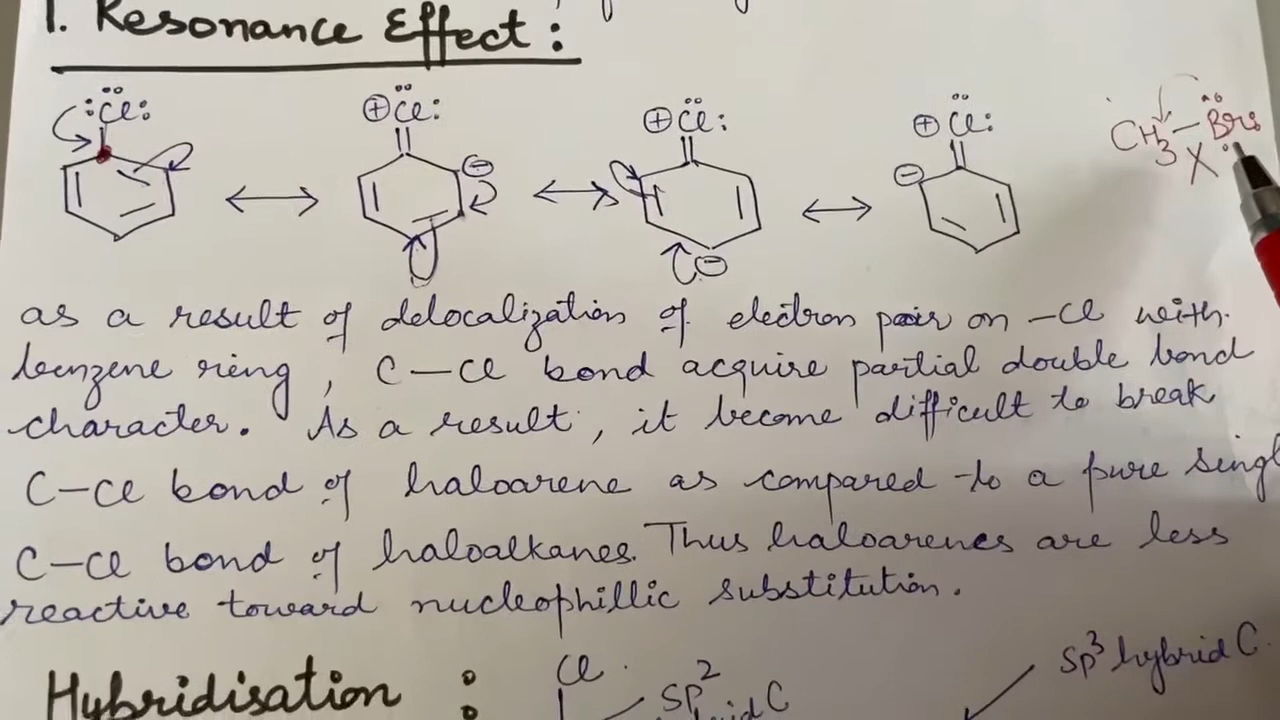 1. Resonance Effect :
:Cl:
⊕ Cl:
⊕ Cl:
⊕ Cl:
CH3 — Br:
X
as a result of delocalization of electron pair on –Cl with
benzene ring, C–Cl bond acquire partial double bond
character. As a result, it become difficult to break
C–Cl bond of haloarene as compared to a pure singl
C–Cl bond of haloalkanes. Thus haloarenes are less
reactive toward nucleophillic substitution.
Hybridisation :
Cl
SP2
C
SP3 hybrid C